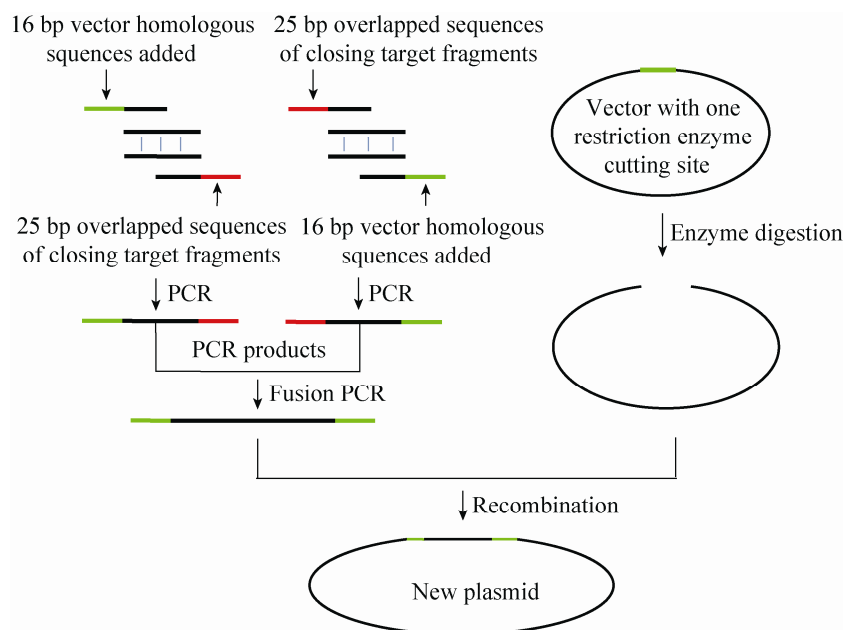 16 bp vector homologous
squences added
25 bp overlapped sequences
of closing target fragments
Vector with one
restriction enzyme
cutting site
25 bp overlapped sequences
of closing target fragments
16 bp vector homologous
squences added
Enzyme digestion
PCR
PCR
PCR products
Fusion PCR
Recombination
New plasmid